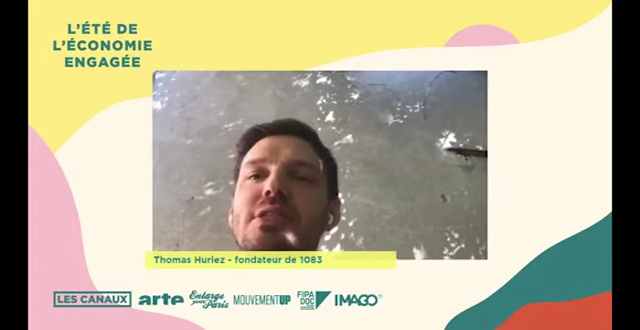 L'ÉTÉ DE
L'ÉCONOMIE
ENGAGÉE
Thomas Huriez - fondateur de 1083
LES CANAUX
arte
Enlarge
your
Paris
MOUVEMENTUP
FIPA
DOC
IMAGO